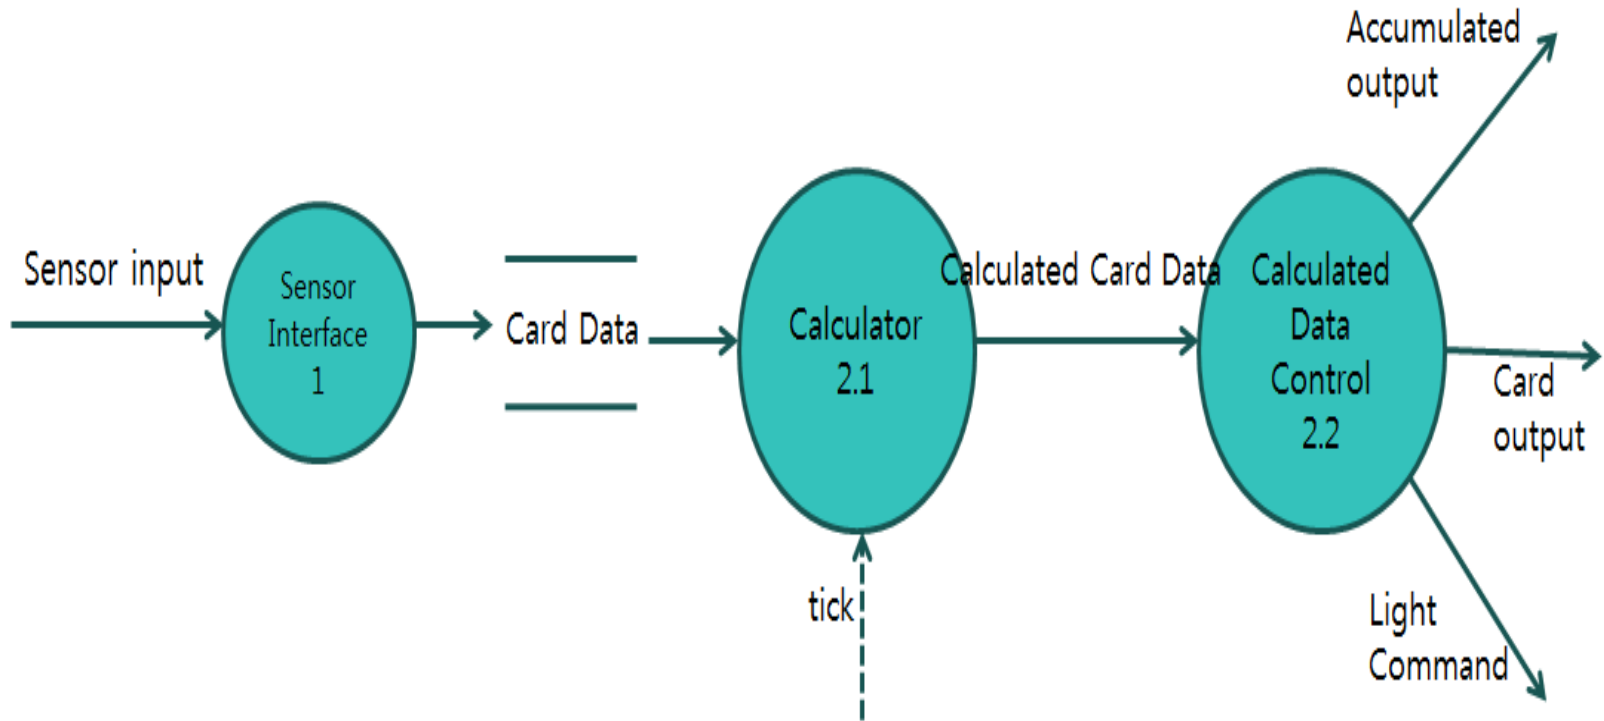 Sensor input
Sensor
Interface
1
Card Data
Calculator
2.1
tick
Calculated Card Data
Calculated
Data
Control
2.2
Accumulated
output
Card
output
Light
Command